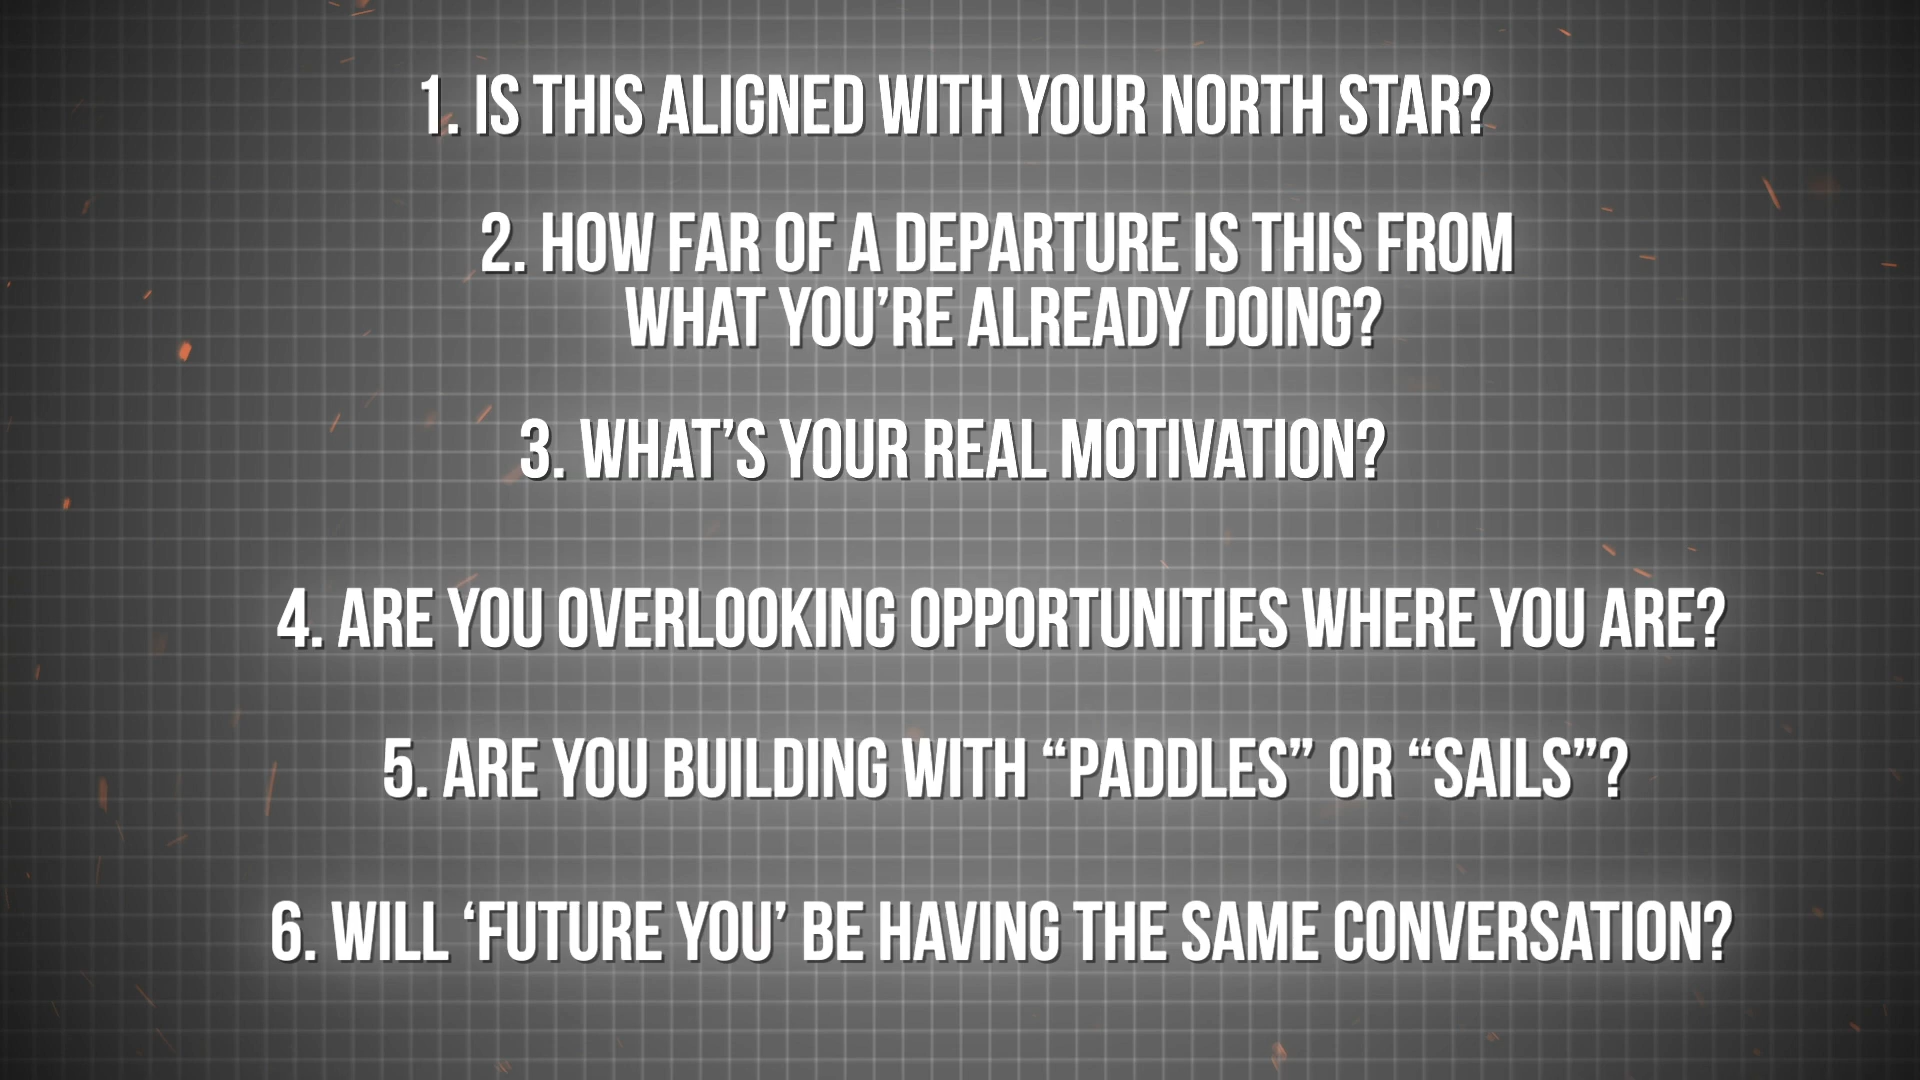 1. IS THIS ALIGNED WITH YOUR NORTH STAR?
2. HOW FAR OF A DEPARTURE IS THIS FROM
WHAT YOU’RE ALREADY DOING?
3. WHAT’S YOUR REAL MOTIVATION?
4. ARE YOU OVERLOOKING OPPORTUNITIES WHERE YOU ARE?
5. ARE YOU BUILDING WITH “PADDLES” OR “SAILS”?
6. WILL ‘FUTURE YOU’ BE HAVING THE SAME CONVERSATION?